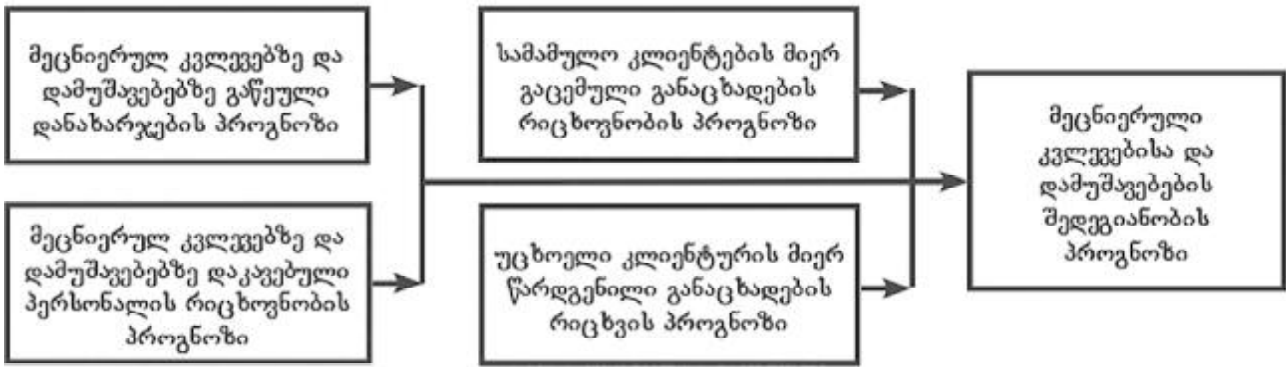 მეცნიერულ კვლევებზე და
დამუშავებებზე გაწეული
დანახარჯების პროგნოზი
მეცნიერულ კვლევებზე და
დამუშავებებზე დაკავებული
პერსონალის რიცხოვნობის
პროგნოზი
სამამულო კლიენტების მიერ
გაცემული განაცხადების
რიცხოვნობის პროგნოზი
უცხოელი კლიენტურის მიერ
წარდგენილი განაცხადების
რიცხვის პროგნოზი
მეცნიერული
კვლევებისა და
დამუშავებების
შედეგიანობის
პროგნოზი